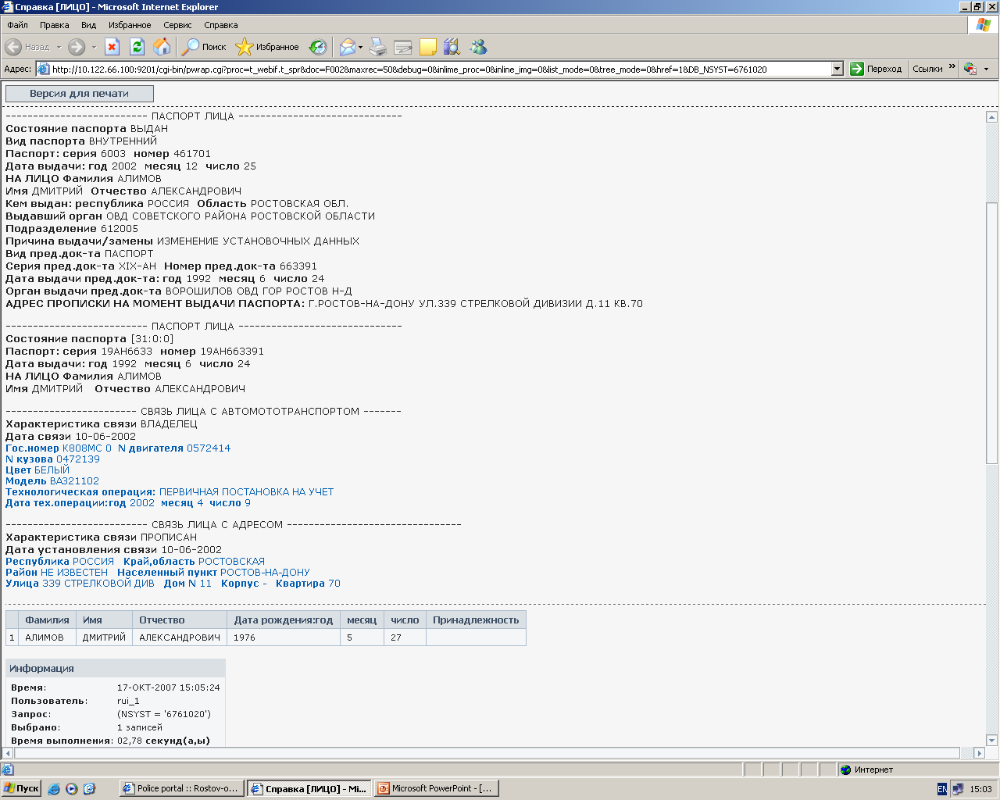 Справка [ЛИЦО] - Microsoft Internet Explorer
Файл Правка Вид Избранное Сервис Справка
Назад Поиск Избранное
Адрес: http://10.122.66.100:9201/cgi-bin/pwrap.cgi?proc=t_webif.t_spr&doc=F002&maxrec=50&debug=0&inlime_proc=0&inline_img=0&list_mode=0&tree_mode=0&href=1&DB_NSYST=6761020 Переход Ссылки »
Версия для печати
-------------------------- ПАСПОРТ ЛИЦА ------------------------------
Состояние паспорта ВЫДАН
Вид паспорта ВНУТРЕННИЙ
Паспорт: серия 6003 номер 461701
Дата выдачи: год 2002 месяц 12 число 25
НА ЛИЦО Фамилия АЛИМОВ
Имя ДМИТРИЙ Отчество АЛЕКСАНДРОВИЧ
Кем выдан: республика РОССИЯ Область РОСТОВСКАЯ ОБЛ.
Выдавший орган ОВД СОВЕТСКОГО РАЙОНА РОСТОВСКОЙ ОБЛАСТИ
Подразделение 612005
Причина выдачи/замены ИЗМЕНЕНИЕ УСТАНОВОЧНЫХ ДАННЫХ
Вид пред.док-та ПАСПОРТ
Серия пред.док-та XIX-АН Номер пред.док-та 663391
Дата выдачи пред.док-та: год 1992 месяц 6 число 24
Орган выдачи пред.док-та ВОРОШИЛОВ ОВД ГОР РОСТОВ Н-Д
АДРЕС ПРОПИСКИ НА МОМЕНТ ВЫДАЧИ ПАСПОРТА: Г.РОСТОВ-НА-ДОНУ УЛ.339 СТРЕЛКОВОЙ ДИВИЗИИ Д.11 КВ.70
-------------------------- ПАСПОРТ ЛИЦА ------------------------------
Состояние паспорта [31:0:0]
Паспорт: серия 19АН6633 номер 19АН663391
Дата выдачи: год 1992 месяц 6 число 24
НА ЛИЦО Фамилия АЛИМОВ
Имя ДМИТРИЙ Отчество АЛЕКСАНДРОВИЧ
------------------------ СВЯЗЬ ЛИЦА С АВТОМОТОТРАНСПОРТОМ -------
Характеристика связи ВЛАДЕЛЕЦ
Дата связи 10-06-2002
Гос.номер К808МС 0 N двигателя 0572414
N кузова 0472139
Цвет БЕЛЫЙ
Модель ВАЗ21102
Технологическая операция: ПЕРВИЧНАЯ ПОСТАНОВКА НА УЧЕТ
Дата тех.операции:год 2002 месяц 4 число 9
-------------------------- СВЯЗЬ ЛИЦА С АДРЕСОМ --------------------------------
Характеристика связи ПРОПИСАН
Дата установления связи 10-06-2002
Республика РОССИЯ Край,область РОСТОВСКАЯ
Район НЕ ИЗВЕСТЕН Населенный пункт РОСТОВ-НА-ДОНУ
Улица 339 СТРЕЛКОВОЙ ДИВ Дом N 11 Корпус - Квартира 70
Фамилия Имя Отчество Дата рождения:год месяц число Принадлежность
1 АЛИМОВ ДМИТРИЙ АЛЕКСАНДРОВИЧ 1976 5 27
Информация
Время: 17-ОКТ-2007 15:05:24
Пользователь: rui_1
Запрос: (NSYST = '6761020')
Выбрано: 1 записей
Время выполнения: 02,78 секунд(а,ы)
Интернет
Пуск Police portal :: Rostov-o... Справка [ЛИЦО] - Mi... Microsoft PowerPoint - [... EN 15:03